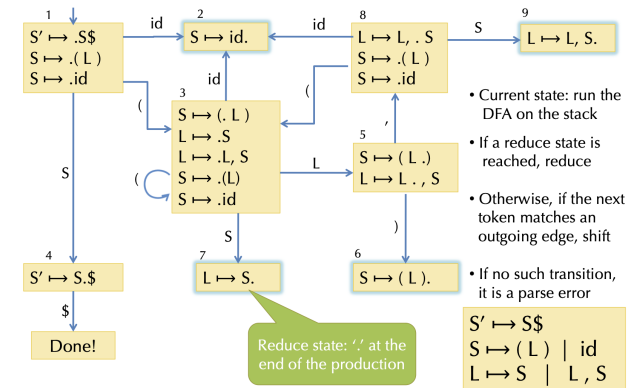 1
S′ ↦ .S$
S ↦ .( L )
S ↦ .id
id
2
S ↦ id.
id
8
L ↦ L, . S
S ↦ .( L )
S ↦ .id
S
9
L ↦ L, S.
(
id
(
3
S ↦ (. L )
L ↦ .S
L ↦ .L, S
S ↦ .(L)
S ↦ .id
(
L
,
5
S ↦ ( L .)
L ↦ L . , S
S
S
)
4
S′ ↦ S.$
7
L ↦ S.
6
S ↦ ( L ).
$
Done!
Reduce state: ‘.’ at the
end of the production
• Current state: run the
DFA on the stack
• If a reduce state is
reached, reduce
• Otherwise, if the next
token matches an
outgoing edge, shift
• If no such transition,
it is a parse error
S′ ↦ S$
S ↦ ( L ) | id
L ↦ S | L , S